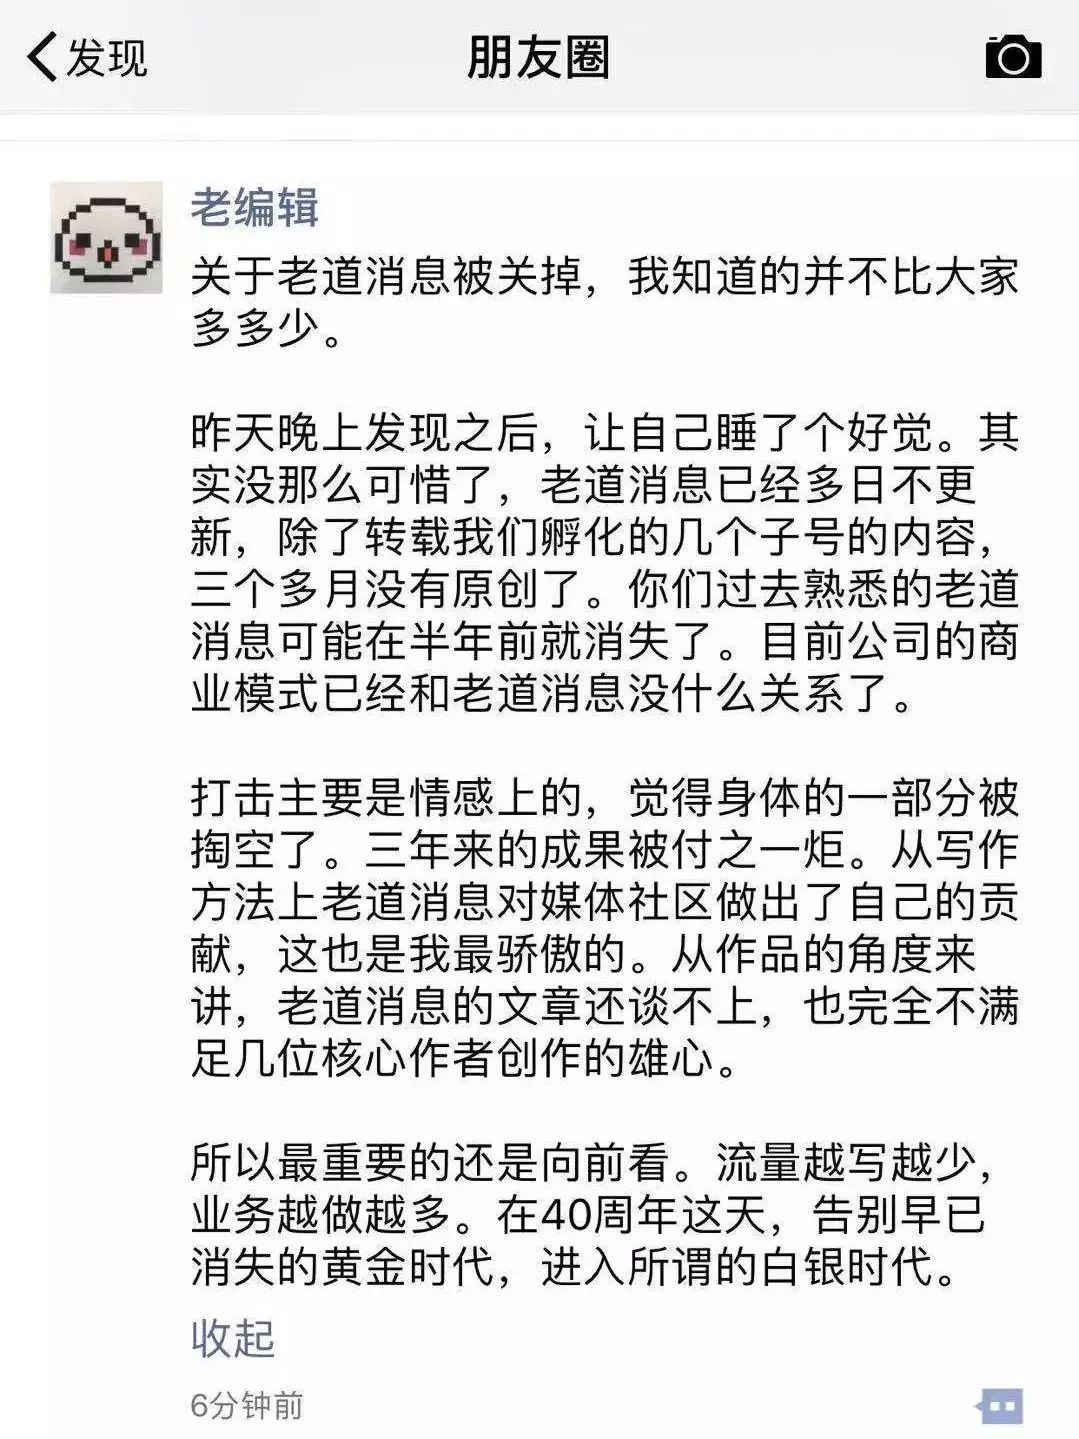 发现
朋友圈
老编辑
关于老道消息被关掉，我知道的并不比大家
多多少。
昨天晚上发现之后，让自己睡了个好觉。其
实没那么可惜了，老道消息已经多日不更
新，除了转载我们孵化的几个子号的内容，
三个多月没有原创了。你们过去熟悉的老道
消息可能在半年前就消失了。目前公司的商
业模式已经和老道消息没什么关系了。
打击主要是情感上的，觉得身体的一部分被
掏空了。三年来的成果被付之一炬。从写作
方法上老道消息对媒体社区做出了自己的贡
献，这也是我最骄傲的。从作品的角度来
讲，老道消息的文章还谈不上，也完全不满
足几位核心作者创作的雄心。
所以最重要的还是向前看。流量越写越少，
业务越做越多。在40周年这天，告别早已
消失的黄金时代，进入所谓的白银时代。
收起
6分钟前